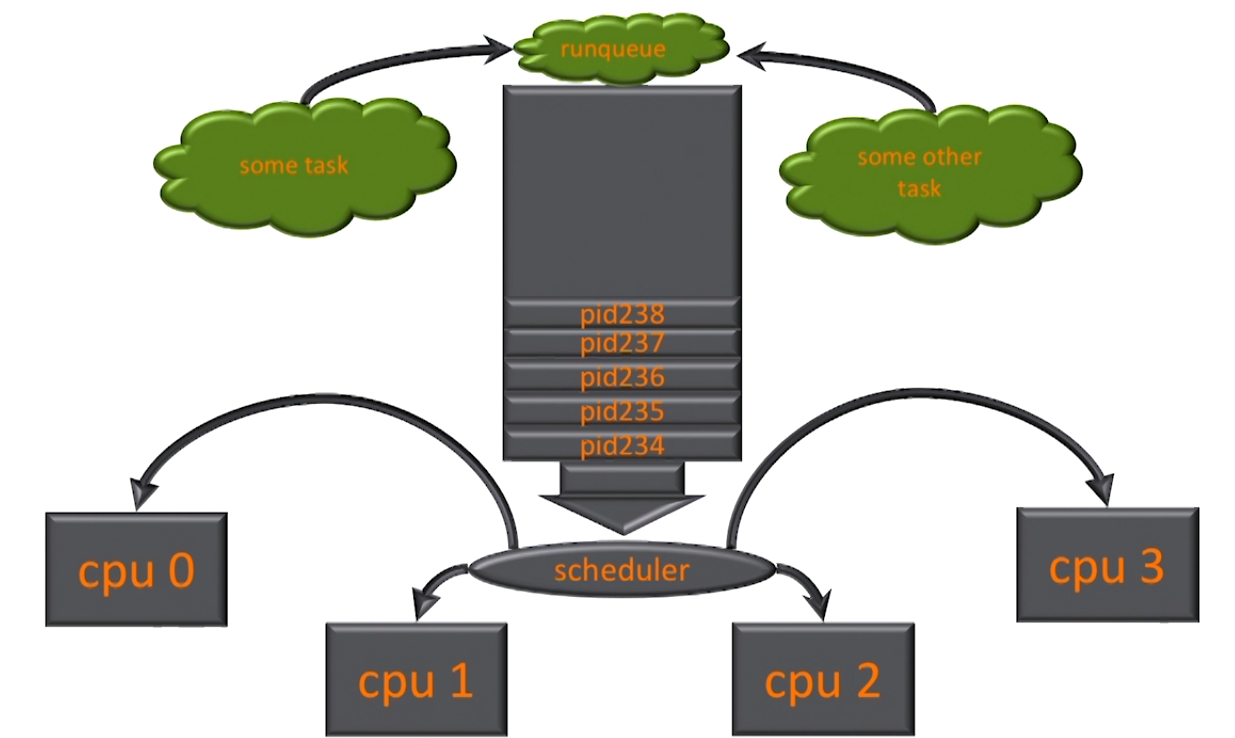 runqueue
some task
some other
task
pid238
pid237
pid236
pid235
pid234
cpu 0
scheduler
cpu 3
cpu 1
cpu 2